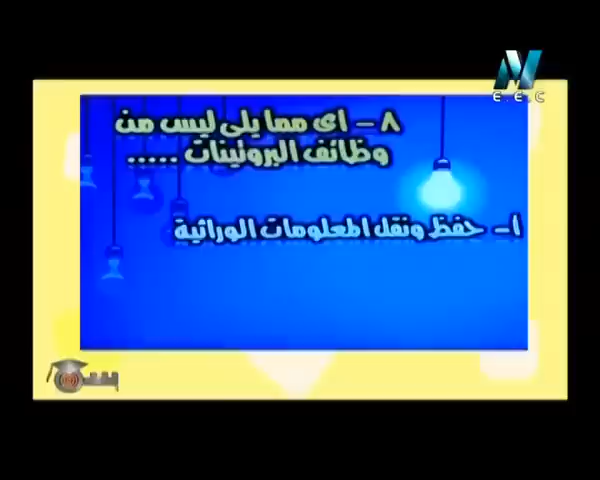 E.E.C
٨ – اى مما يلى ليس من
وظائف البروتينات .....
أ- حفظ ونقل المعلومات الوراثية